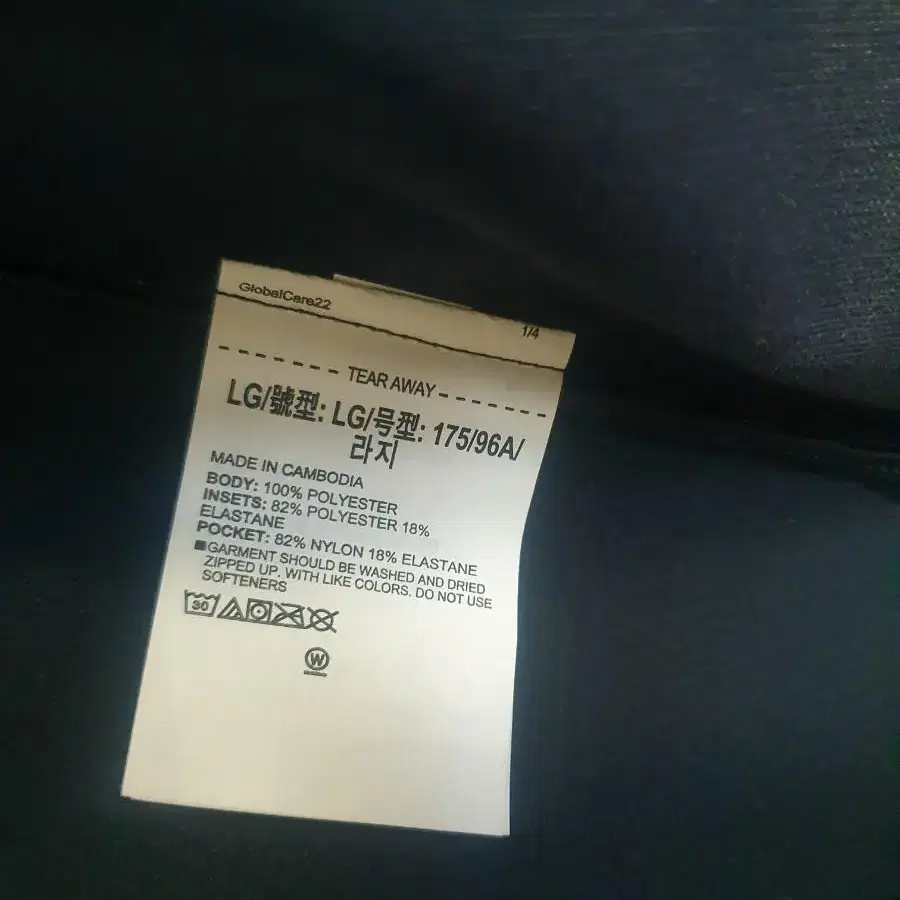 GlobalCare22
1/4
TEAR AWAY
LG/號型: LG/号型: 175/96A/
라지
MADE IN CAMBODIA
BODY: 100% POLYESTER
INSETS: 82% POLYESTER 18%
ELASTANE
POCKET: 82% NYLON 18% ELASTANE
■GARMENT SHOULD BE WASHED AND DRIED
ZIPPED UP, WITH LIKE COLORS. DO NOT USE
SOFTENERS
30
W